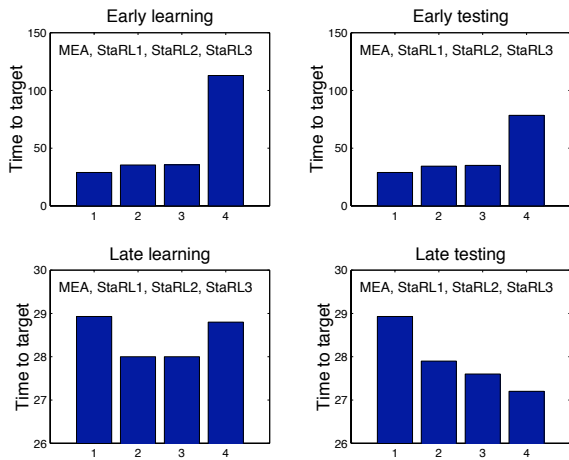 Early learning
150
100
50
0
Time to target
MEA, StaRL1, StaRL2, StaRL3
1 2 3 4
Early testing
150
100
50
0
Time to target
MEA, StaRL1, StaRL2, StaRL3
1 2 3 4
Late learning
30
29
28
27
26
Time to target
MEA, StaRL1, StaRL2, StaRL3
1 2 3 4
Late testing
30
29
28
27
26
Time to target
MEA, StaRL1, StaRL2, StaRL3
1 2 3 4